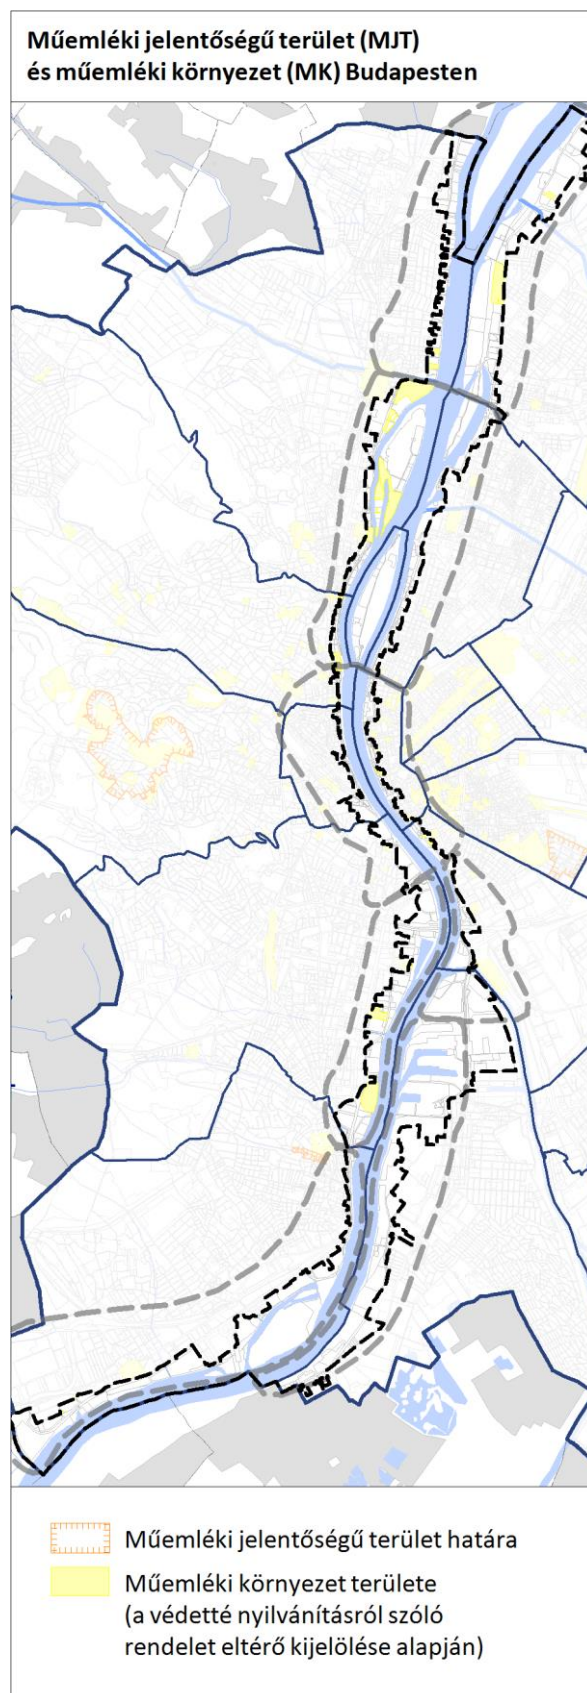 Műemléki jelentőségű terület (MJT)
és műemléki környezet (MK) Budapesten
Műemléki jelentőségű terület határa
Műemléki környezet területe
(a védetté nyilvánításról szóló
rendelet eltérő kijelölése alapján)